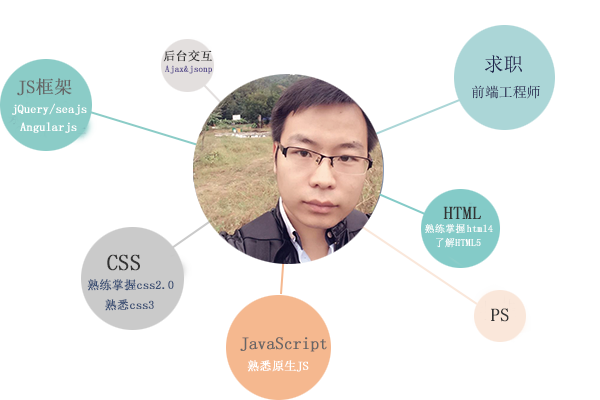 后台交互
Ajax&jsonp
求职
前端工程师
JS框架
jQuery/seajs
Angularjs
HTML
熟练掌握html4
了解HTML5
CSS
熟练掌握css2.0
熟悉css3
PS
JavaScript
熟悉原生JS